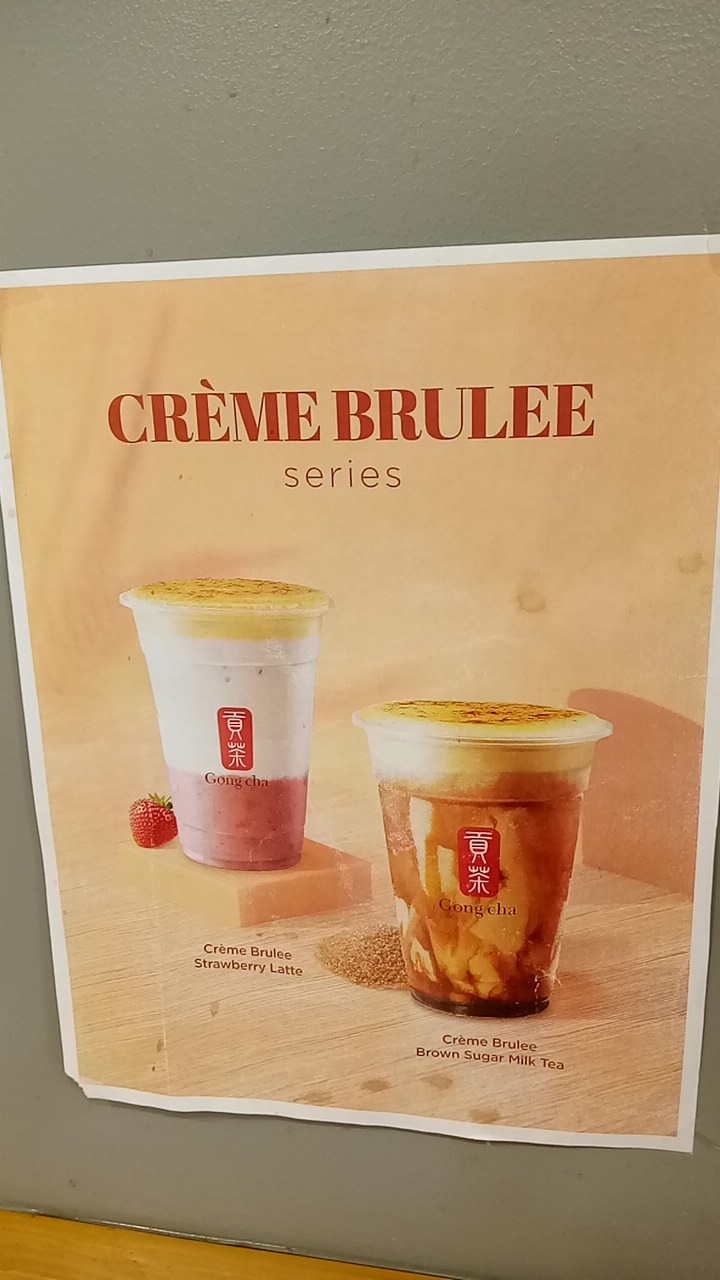 CRÈME BRULEE
series
貢茶
Gong cha
貢茶
Gong cha
Crème Brulee
Strawberry Latte
Crème Brulee
Brown Sugar Milk Tea